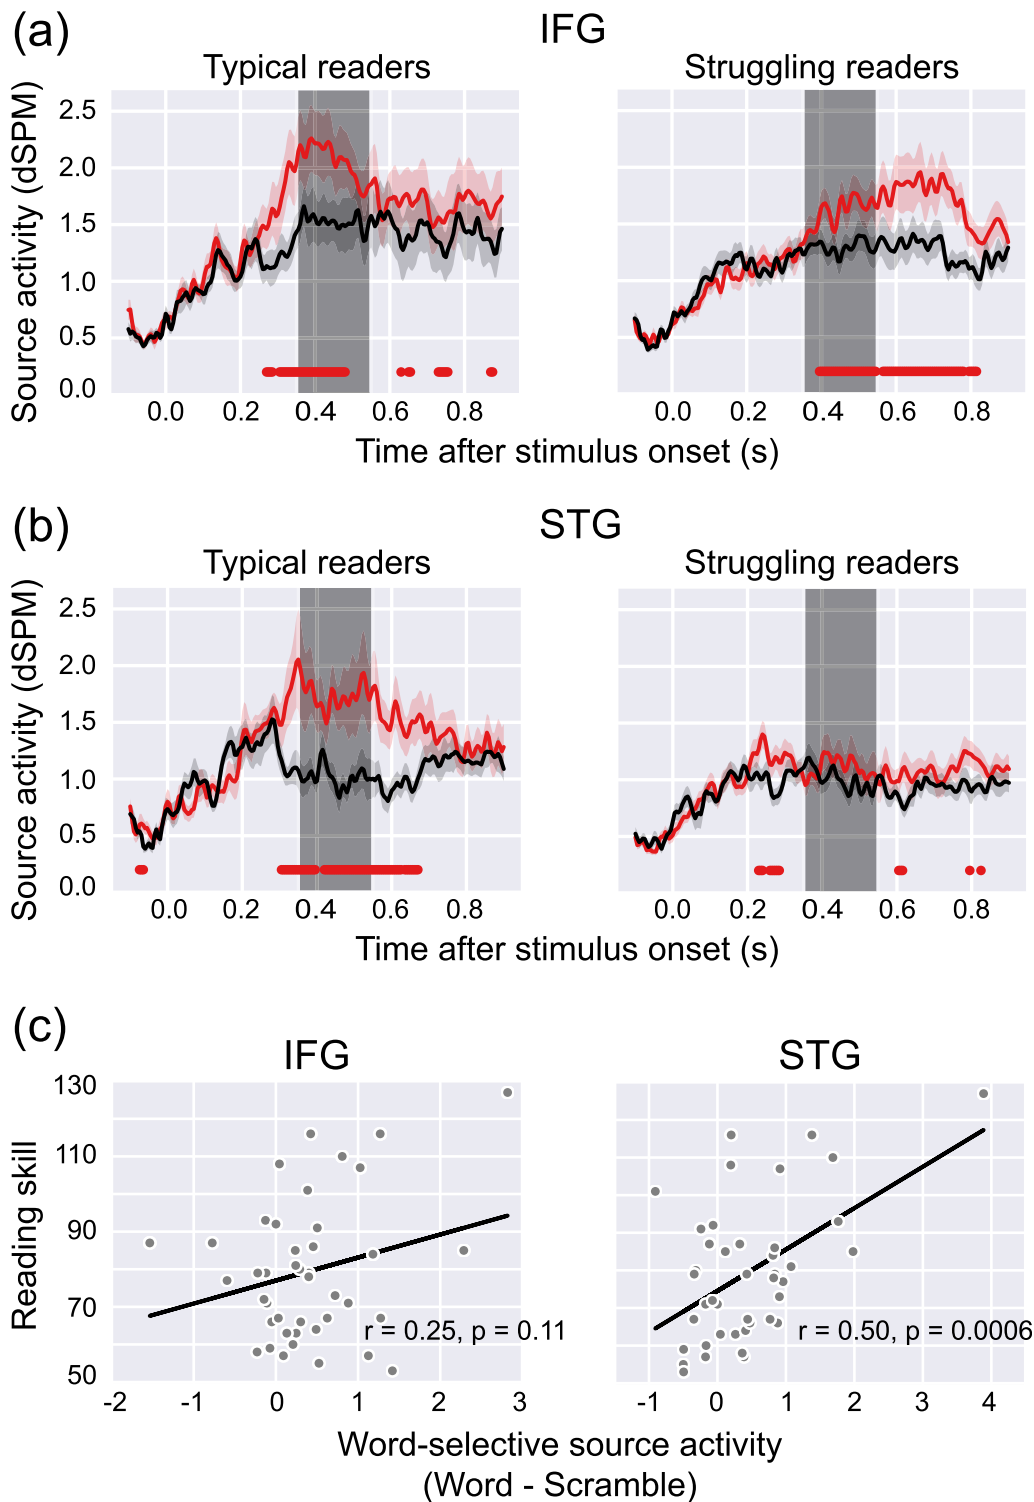 (a)
IFG
Typical readers
Struggling readers
Source activity (dSPM)
2.5
2.0
1.5
1.0
0.5
0.0
0.0 0.2 0.4 0.6 0.8
0.0 0.2 0.4 0.6 0.8
Time after stimulus onset (s)
(b)
STG
Typical readers
Struggling readers
Source activity (dSPM)
2.5
2.0
1.5
1.0
0.5
0.0
0.0 0.2 0.4 0.6 0.8
0.0 0.2 0.4 0.6 0.8
Time after stimulus onset (s)
(c)
IFG
STG
Reading skill
130
110
90
70
50
r = 0.25, p = 0.11
r = 0.50, p = 0.0006
-2 -1 0 1 2 3
-1 0 1 2 3 4
Word-selective source activity
(Word - Scramble)